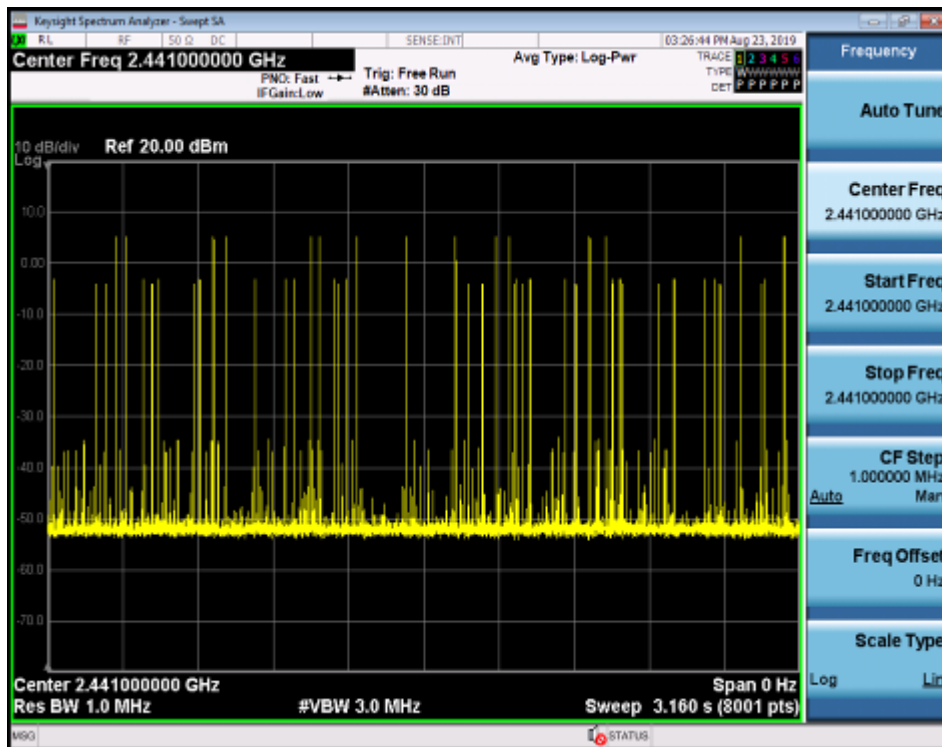 Keysight Spectrum Analyzer - Swept SA
RL RF 50 Ω DC SENSE:INT 03:26:44 PM Aug 23, 2019
Center Freq 2.441000000 GHz
Avg Type: Log-Pwr
TRACE 1 2 3 4 5 6
PNO: Fast
Trig: Free Run
TYPE
IFGain:Low
#Atten: 30 dB
DET P P P P P P
10 dB/div Ref 20.00 dBm
Log
10.0
0.00
-10.0
-20.0
-30.0
-40.0
-50.0
-60.0
-70.0
Center 2.441000000 GHz Span 0 Hz
Res BW 1.0 MHz #VBW 3.0 MHz Sweep 3.160 s (8001 pts)
MSG STATUS
Frequency
Auto Tune
Center Freq
2.441000000 GHz
Start Freq
2.441000000 GHz
Stop Freq
2.441000000 GHz
CF Step
1.000000 MHz
Auto Man
Freq Offset
0 Hz
Scale Type
Log Lin